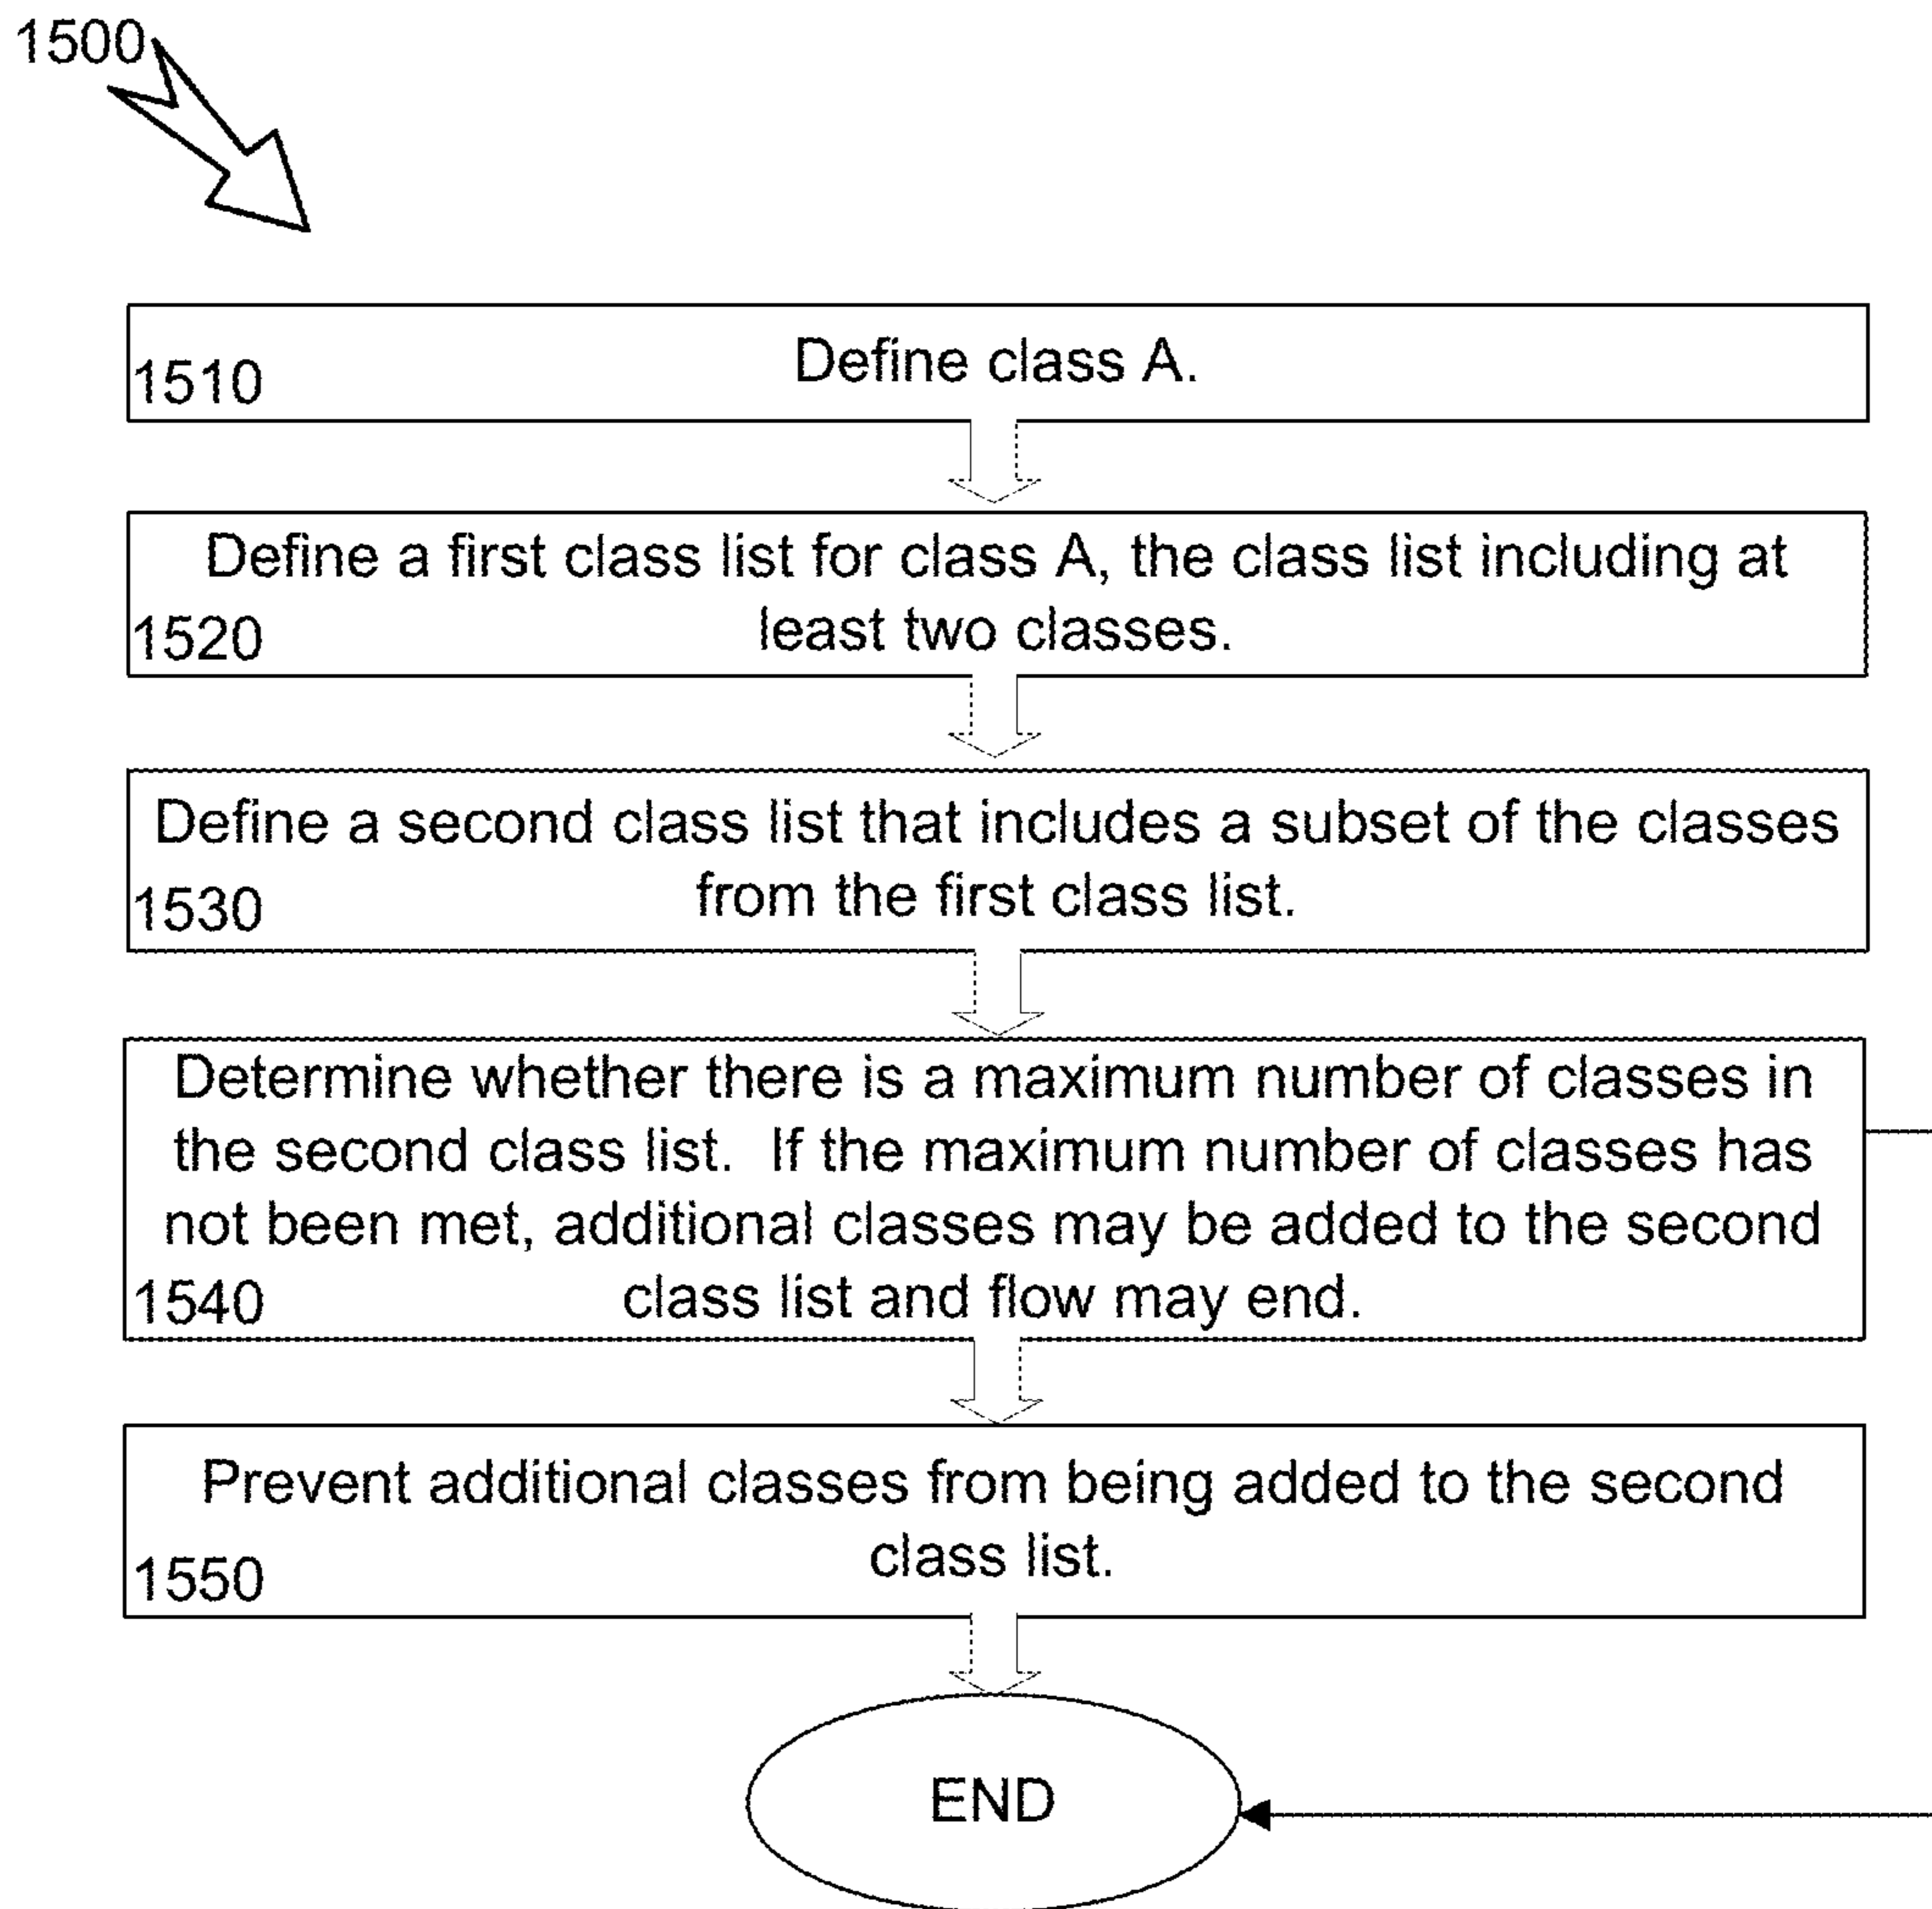 1500
Define class A.
1510
Define a first class list for class A, the class list including at
least two classes.
1520
Define a second class list that includes a subset of the classes
from the first class list.
1530
Determine whether there is a maximum number of classes in
the second class list.  If the maximum number of classes has
not been met, additional classes may be added to the second
class list and flow may end.
1540
Prevent additional classes from being added to the second
class list.
1550
END